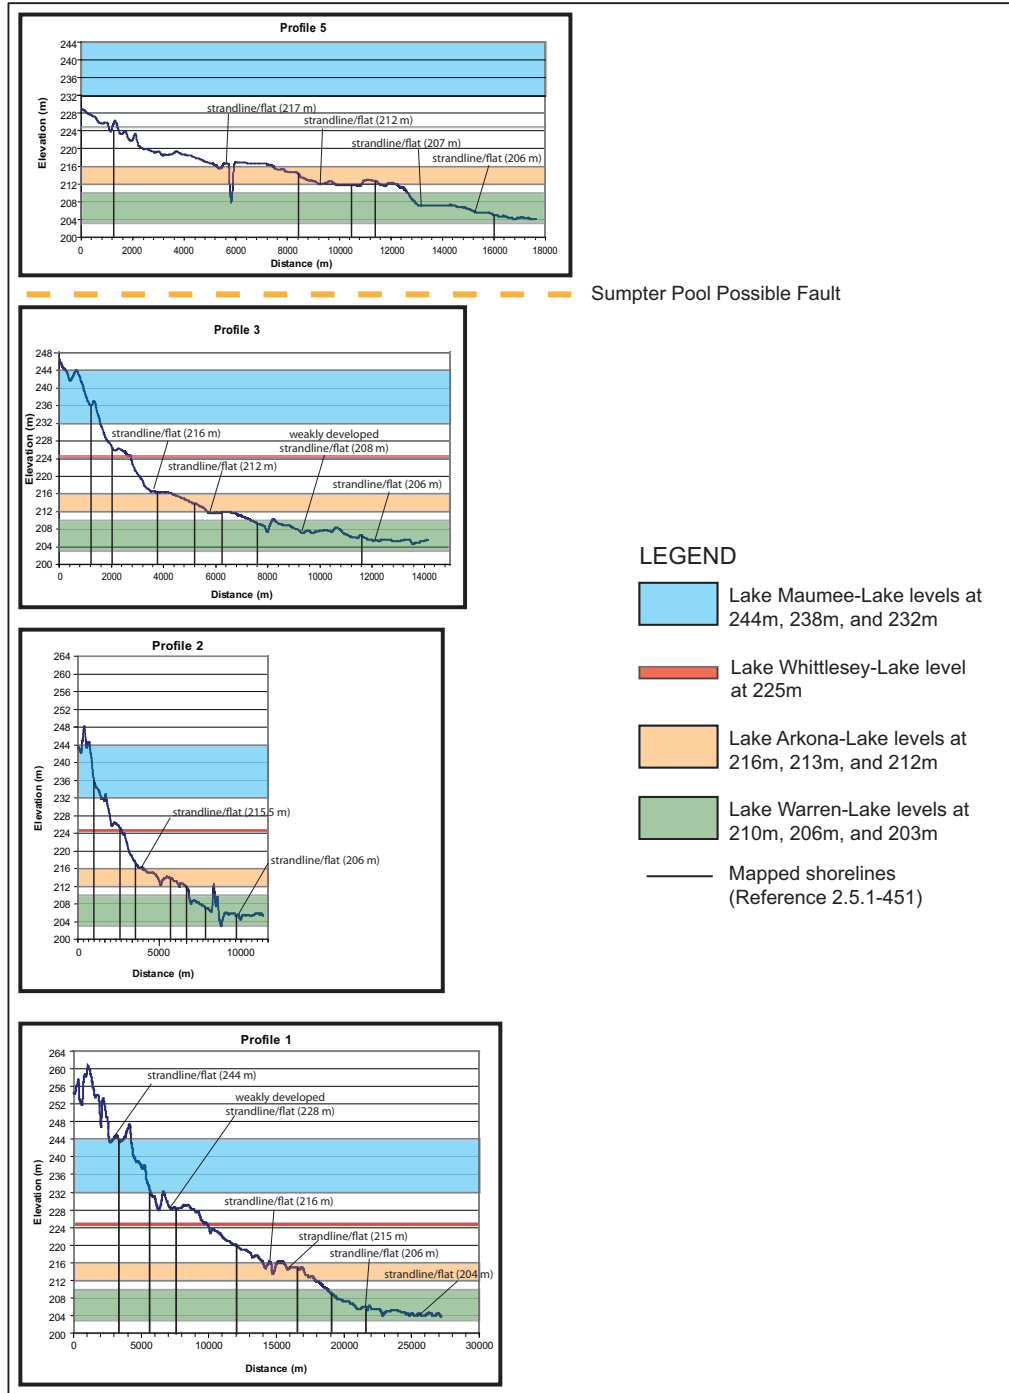 Profile 5
244
240
236
232
228
224
220
216
212
208
204
200
Elevation (m)
strandline/flat (217 m)
strandline/flat (212 m)
strandline/flat (207 m)
strandline/flat (206 m)
0 2000 4000 6000 8000 10000 12000 14000 16000 18000
Distance (m)
Sumpter Pool Possible Fault
Profile 3
248
244
240
236
232
228
224
220
216
212
208
204
200
Elevation (m)
strandline/flat (216 m)
weakly developed
strandline/flat (208 m)
strandline/flat (212 m)
strandline/flat (206 m)
0 2000 4000 6000 8000 10000 12000 14000
Distance (m)
Profile 2
264
260
256
252
248
244
240
236
232
228
224
220
216
212
208
204
200
Elevation (m)
strandline/flat (215.5 m)
strandline/flat (206 m)
0 5000 10000
Distance (m)
Profile 1
264
260
256
252
248
244
240
236
232
228
224
220
216
212
208
204
200
Elevation (m)
strandline/flat (244 m)
weakly developed
strandline/flat (228 m)
strandline/flat (216 m)
strandline/flat (215 m)
strandline/flat (206 m)
strandline/flat (204 m)
0 5000 10000 15000 20000 25000 30000
Distance (m)
LEGEND
Lake Maumee-Lake levels at
244m, 238m, and 232m
Lake Whittlesey-Lake level
at 225m
Lake Arkona-Lake levels at
216m, 213m, and 212m
Lake Warren-Lake levels at
210m, 206m, and 203m
Mapped shorelines
(Reference 2.5.1-451)